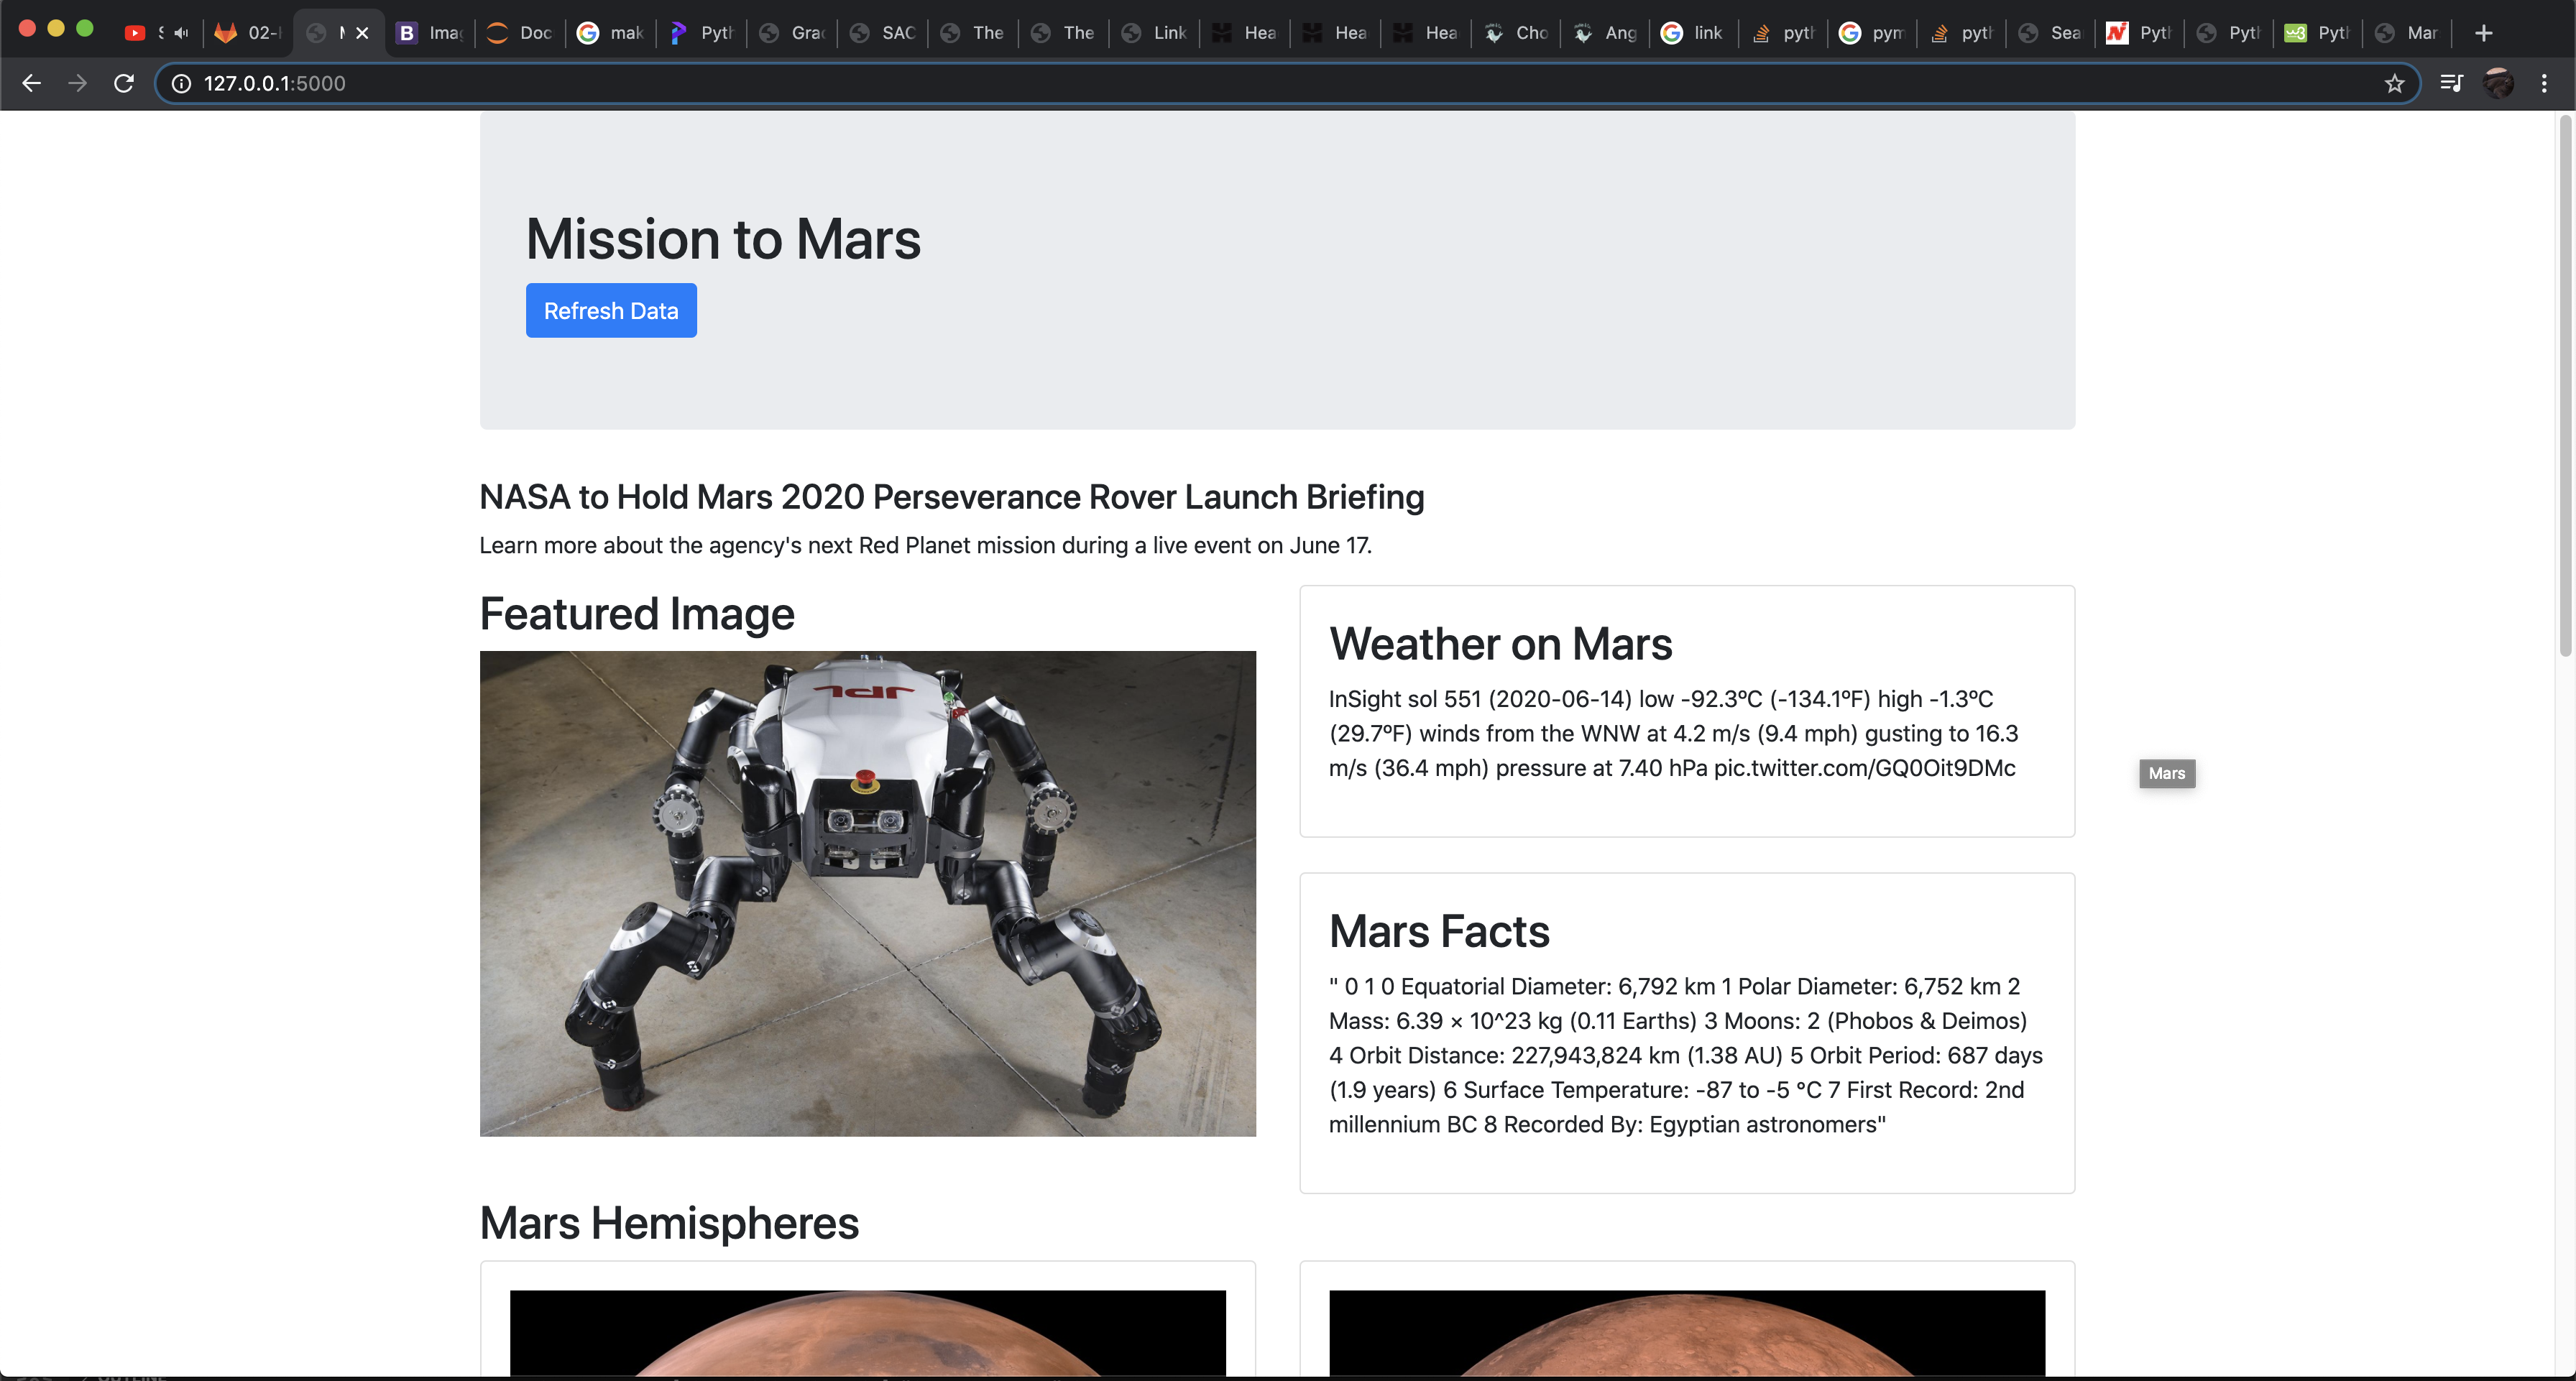 02-
Imag
Doc
mak
Pyth
Grac
SAC
The
The
Link
Hea
Hea
Hea
Cho
Ang
link
pyth
pym
pyth
Sea
Pyth
Pyth
Pyth
Mar
127.0.0.1:5000
Mission to Mars
Refresh Data
NASA to Hold Mars 2020 Perseverance Rover Launch Briefing
Learn more about the agency's next Red Planet mission during a live event on June 17.
Featured Image
JPL
Weather on Mars
InSight sol 551 (2020-06-14) low -92.3ºC (-134.1ºF) high -1.3ºC
(29.7ºF) winds from the WNW at 4.2 m/s (9.4 mph) gusting to 16.3
m/s (36.4 mph) pressure at 7.40 hPa pic.twitter.com/GQ0Oit9DMc
Mars
Mars Facts
" 0 1 0 Equatorial Diameter: 6,792 km 1 Polar Diameter: 6,752 km 2
Mass: 6.39 × 10^23 kg (0.11 Earths) 3 Moons: 2 (Phobos & Deimos)
4 Orbit Distance: 227,943,824 km (1.38 AU) 5 Orbit Period: 687 days
(1.9 years) 6 Surface Temperature: -87 to -5 °C 7 First Record: 2nd
millennium BC 8 Recorded By: Egyptian astronomers"
Mars Hemispheres